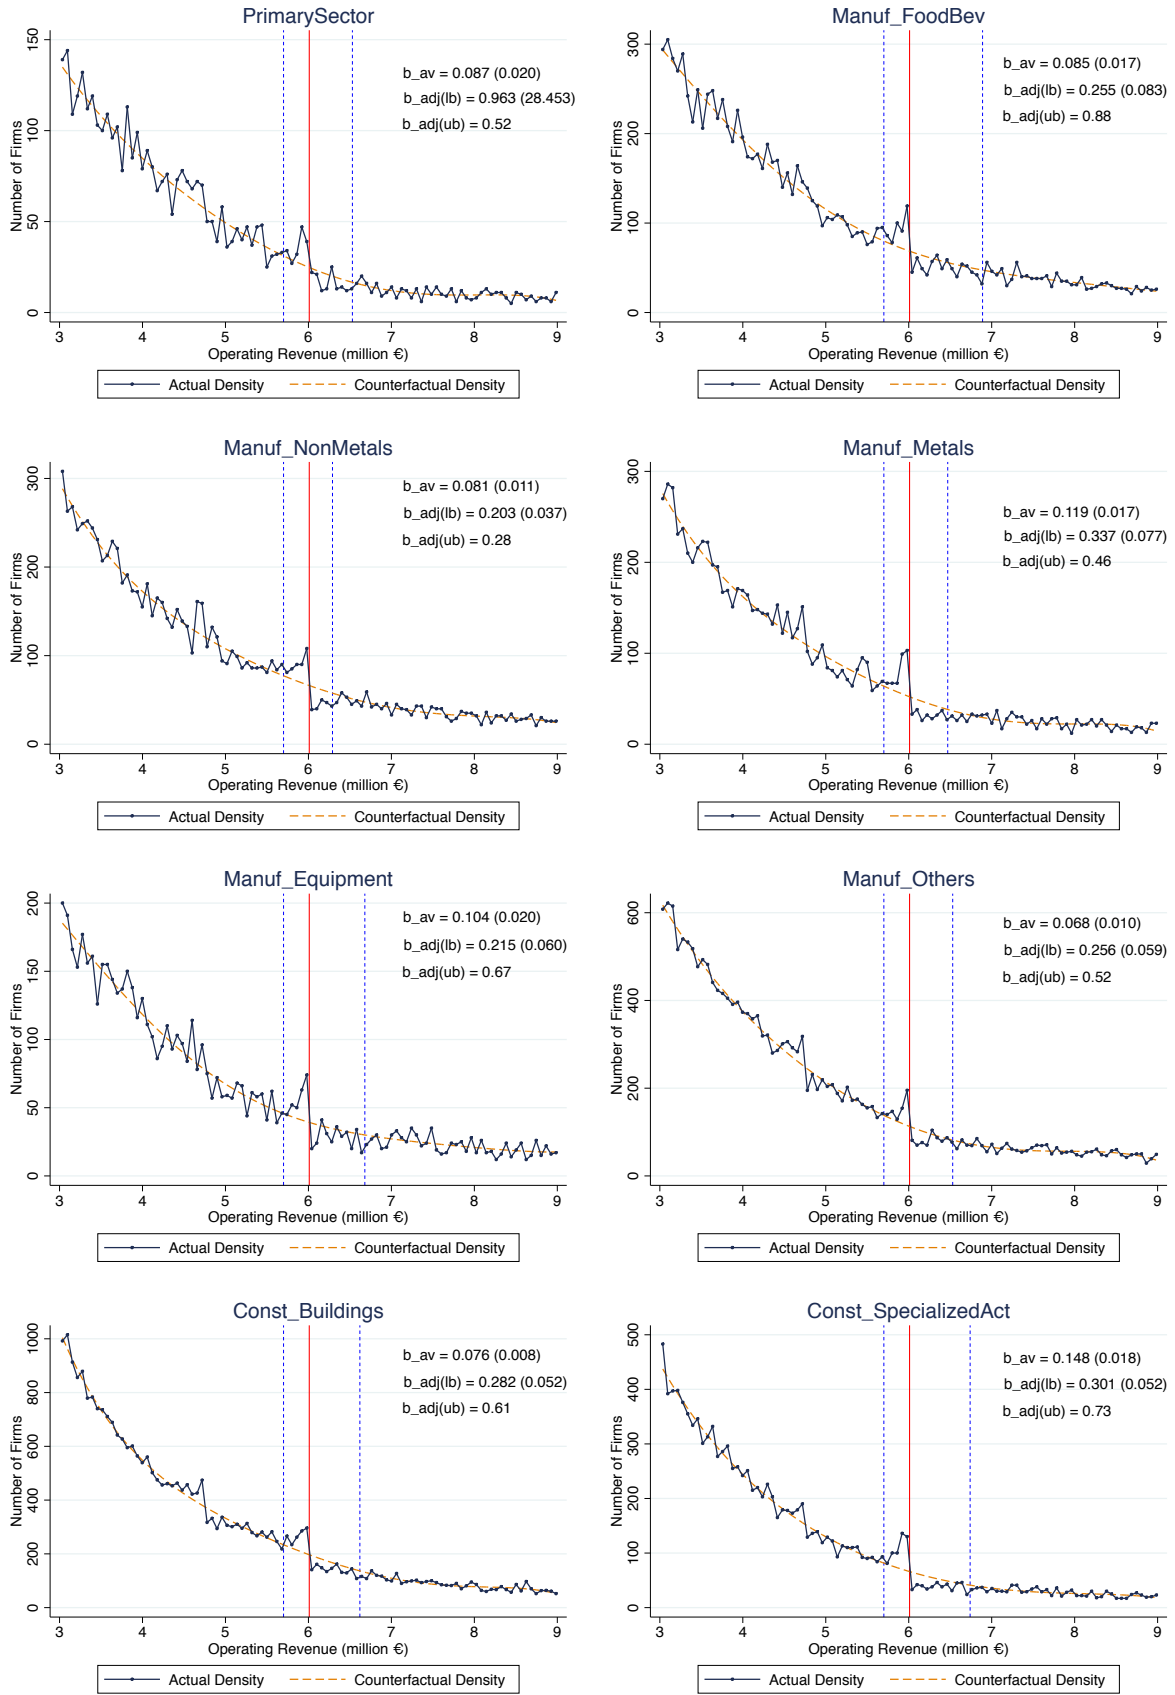 PrimarySector
b_av = 0.087 (0.020)
b_adj(lb) = 0.963 (28.453)
b_adj(ub) = 0.52
Number of Firms
0
50
100
150
3 4 5 6 7 8 9
Operating Revenue (million €)
Actual Density Counterfactual Density
Manuf_FoodBev
b_av = 0.085 (0.017)
b_adj(lb) = 0.255 (0.083)
b_adj(ub) = 0.88
Number of Firms
0
100
200
300
3 4 5 6 7 8 9
Operating Revenue (million €)
Actual Density Counterfactual Density
Manuf_NonMetals
b_av = 0.081 (0.011)
b_adj(lb) = 0.203 (0.037)
b_adj(ub) = 0.28
Number of Firms
0
100
200
300
3 4 5 6 7 8 9
Operating Revenue (million €)
Actual Density Counterfactual Density
Manuf_Metals
b_av = 0.119 (0.017)
b_adj(lb) = 0.337 (0.077)
b_adj(ub) = 0.46
Number of Firms
0
100
200
300
3 4 5 6 7 8 9
Operating Revenue (million €)
Actual Density Counterfactual Density
Manuf_Equipment
b_av = 0.104 (0.020)
b_adj(lb) = 0.215 (0.060)
b_adj(ub) = 0.67
Number of Firms
0
50
100
150
200
3 4 5 6 7 8 9
Operating Revenue (million €)
Actual Density Counterfactual Density
Manuf_Others
b_av = 0.068 (0.010)
b_adj(lb) = 0.256 (0.059)
b_adj(ub) = 0.52
Number of Firms
0
200
400
600
3 4 5 6 7 8 9
Operating Revenue (million €)
Actual Density Counterfactual Density
Const_Buildings
b_av = 0.076 (0.008)
b_adj(lb) = 0.282 (0.052)
b_adj(ub) = 0.61
Number of Firms
0
200
400
600
800
1000
3 4 5 6 7 8 9
Operating Revenue (million €)
Actual Density Counterfactual Density
Const_SpecializedAct
b_av = 0.148 (0.018)
b_adj(lb) = 0.301 (0.052)
b_adj(ub) = 0.73
Number of Firms
0
100
200
300
400
500
3 4 5 6 7 8 9
Operating Revenue (million €)
Actual Density Counterfactual Density